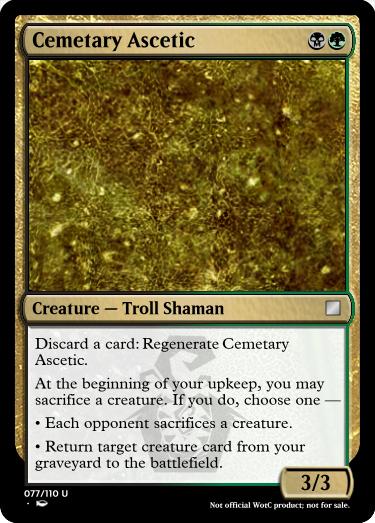 Cemetary Ascetic
Creature — Troll Shaman
Discard a card: Regenerate Cemetary
Ascetic.
At the beginning of your upkeep, you may
sacrifice a creature. If you do, choose one —
• Each opponent sacrifices a creature.
• Return target creature card from your
graveyard to the battlefield.
3/3
077/110 U
Not official WotC product; not for sale.